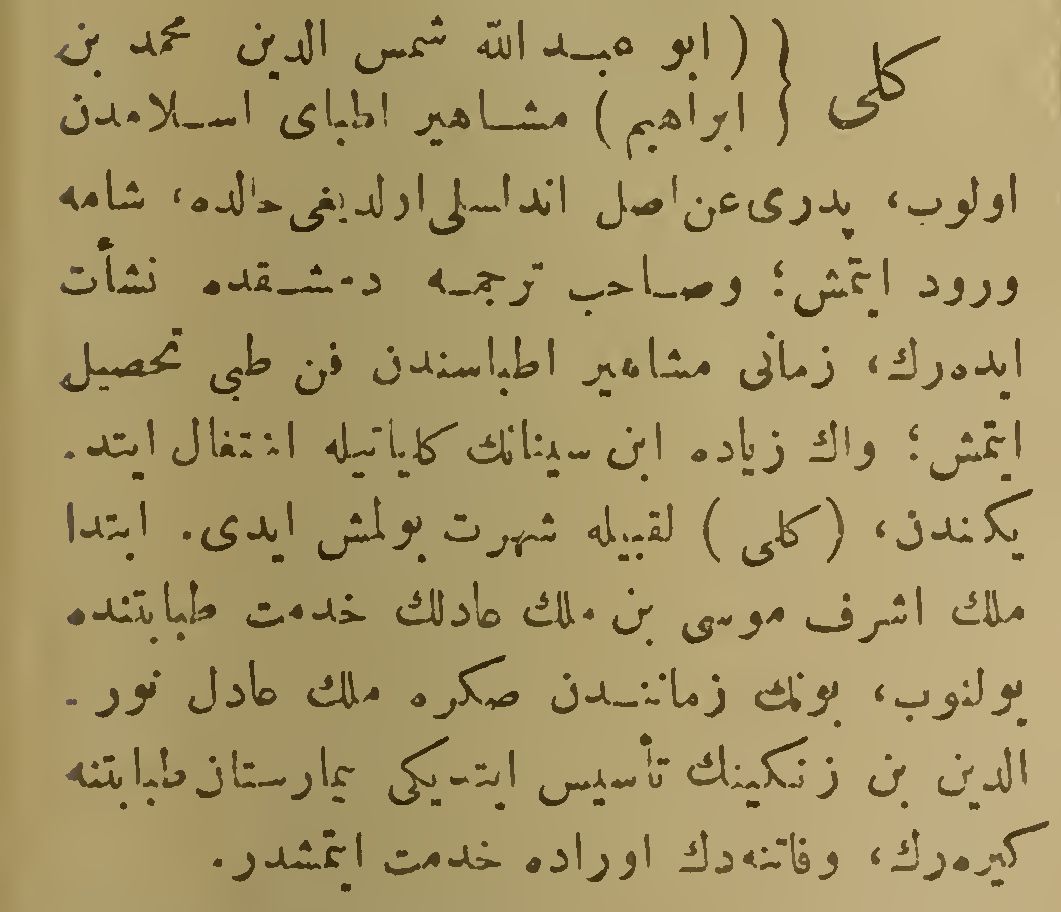 كلى { ( ابو عبد الله شمس الدين محمد بن
ابراهيم ) مشاهير اطباى اسلامدن
اولوب، پدرى عن اصل اندلسلى اولديغى حالده، شامه
ورود ايتمش؛ وصاحب ترجمه دمشقده نشأت
ايده‌رك، زمانى مشاهير اطباسندن فن طبى تحصيل
ايتمش؛ واك زياده ابن سينانك كلياتيله اشتغال ايتد-
يكندن، ( كلى ) لقبيله شهرت بولمش ايدى. ابتدا
ملك اشرف موسى بن ملك عادلك خدمت طبابتنده
بولنوب، بونك زماننـدن صكره ملك عادل نور-
الدين بن زنكينك تأسيس ايتديكى بيمارستان طبابتنه
كيره‌رك، وفاتنه‌دك اوراده خدمت ايتمشدر.